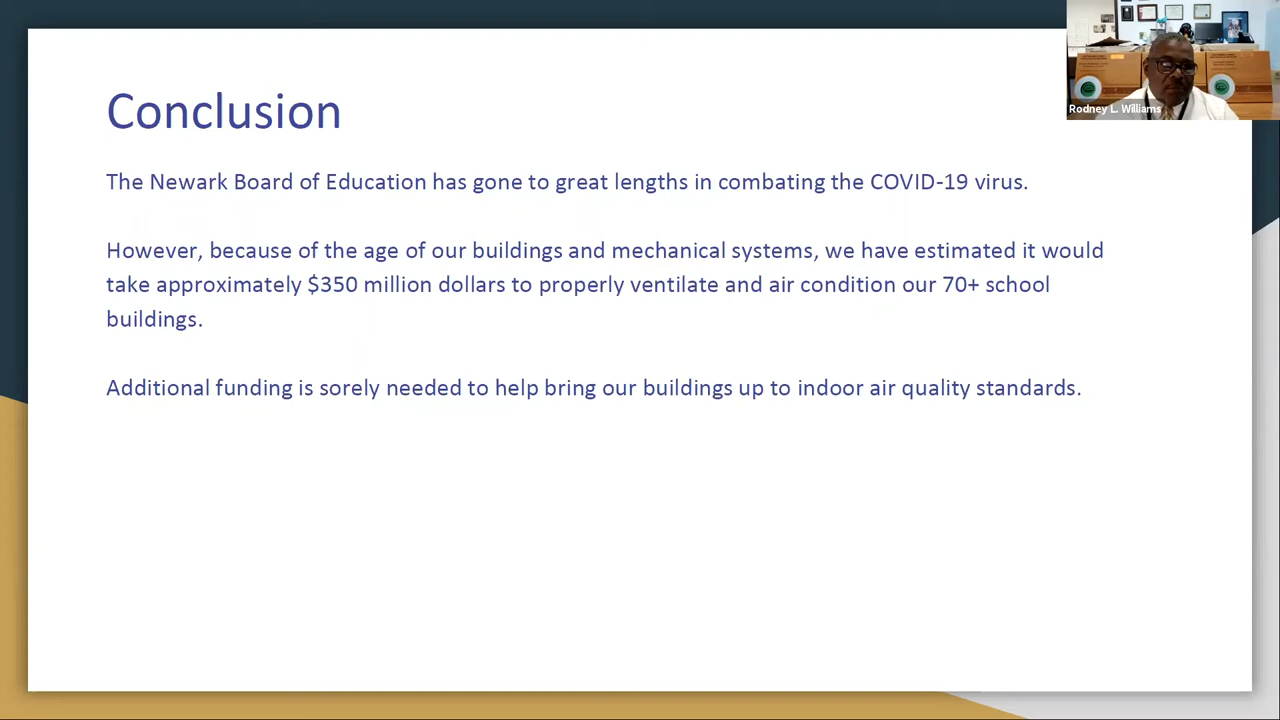 Conclusion
Rodney L. Williams
The Newark Board of Education has gone to great lengths in combating the COVID-19 virus.
However, because of the age of our buildings and mechanical systems, we have estimated it would
take approximately $350 million dollars to properly ventilate and air condition our 70+ school
buildings.
Additional funding is sorely needed to help bring our buildings up to indoor air quality standards.